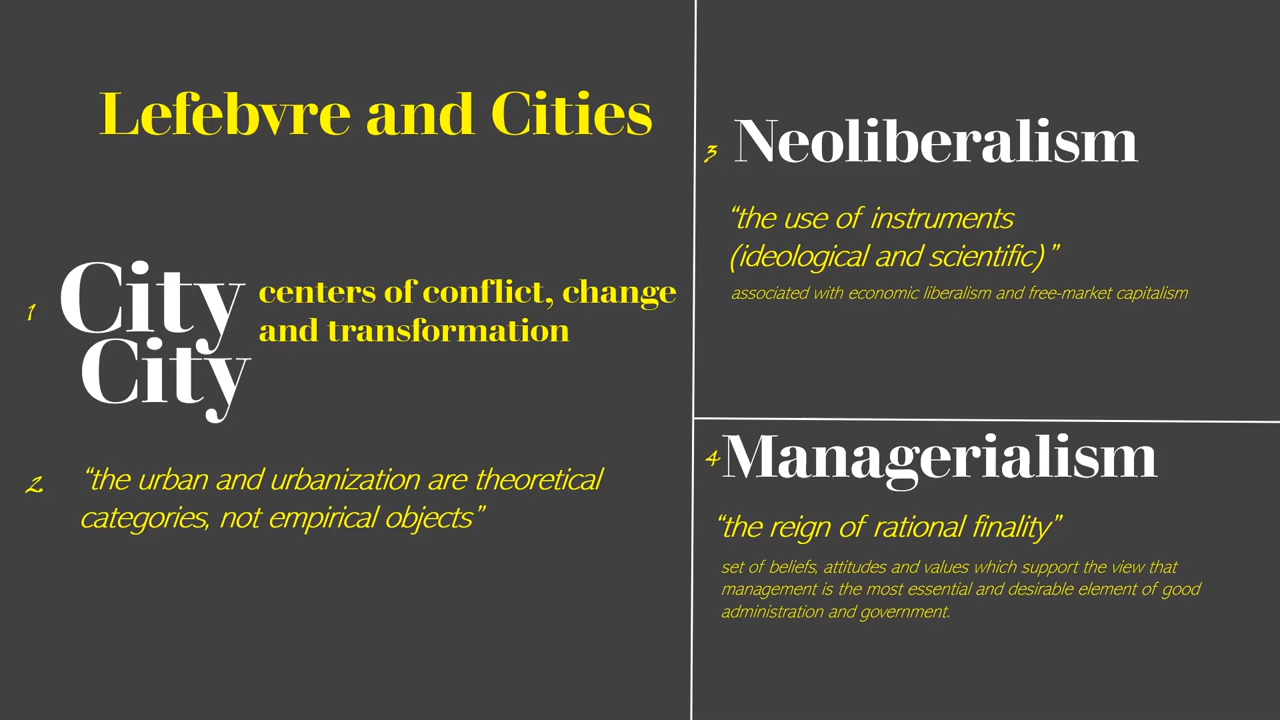 Lefebvre and Cities
1 City centers of conflict, change
and transformation
City
2 “the urban and urbanization are theoretical
categories, not empirical objects”
3 Neoliberalism
“the use of instruments
(ideological and scientific)”
associated with economic liberalism and free-market capitalism
4 Managerialism
“the reign of rational finality”
set of beliefs, attitudes and values which support the view that
management is the most essential and desirable element of good
administration and government.